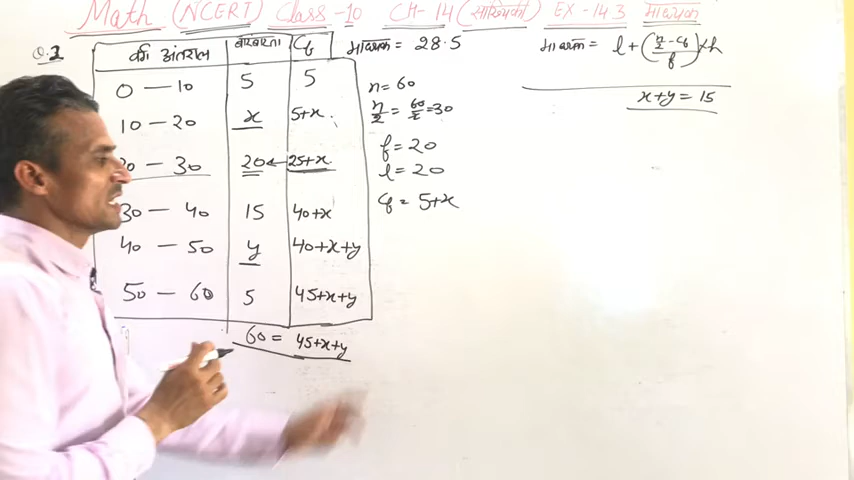 Math (NCERT) Class-10 CH-14 (सांख्यिकी) EX-14.3 माध्यक
वर्ग अंतराल बारंबारता Cf
0 — 10 5 5
10 — 20 x 5+x
20 — 30 20 ← 25+x
30 — 40 15 40+x
40 — 50 y 40+x+y
50 — 60 5 45+x+y
60 = 45+x+y
माध्यक = 28.5
n = 60
n/2 = 60/2 = 30
f = 20
l = 20
cf = 5+x
माध्यक = l + (n/2 - cf / f) × h
x+y = 15